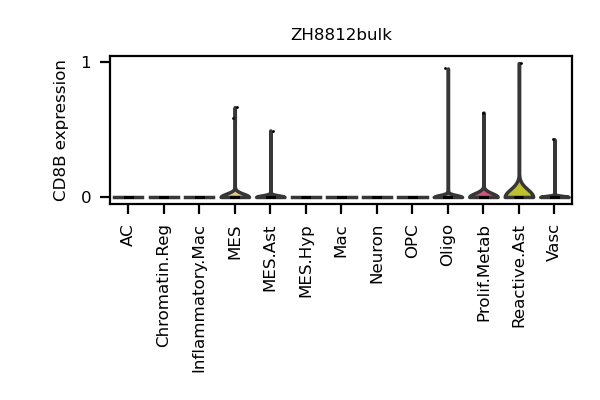 ZH8812bulk
CD8B expression
1
0
AC
Chromatin.Reg
Inflammatory.Mac
MES
MES.Ast
MES.Hyp
Mac
Neuron
OPC
Oligo
Prolif.Metab
Reactive.Ast
Vasc